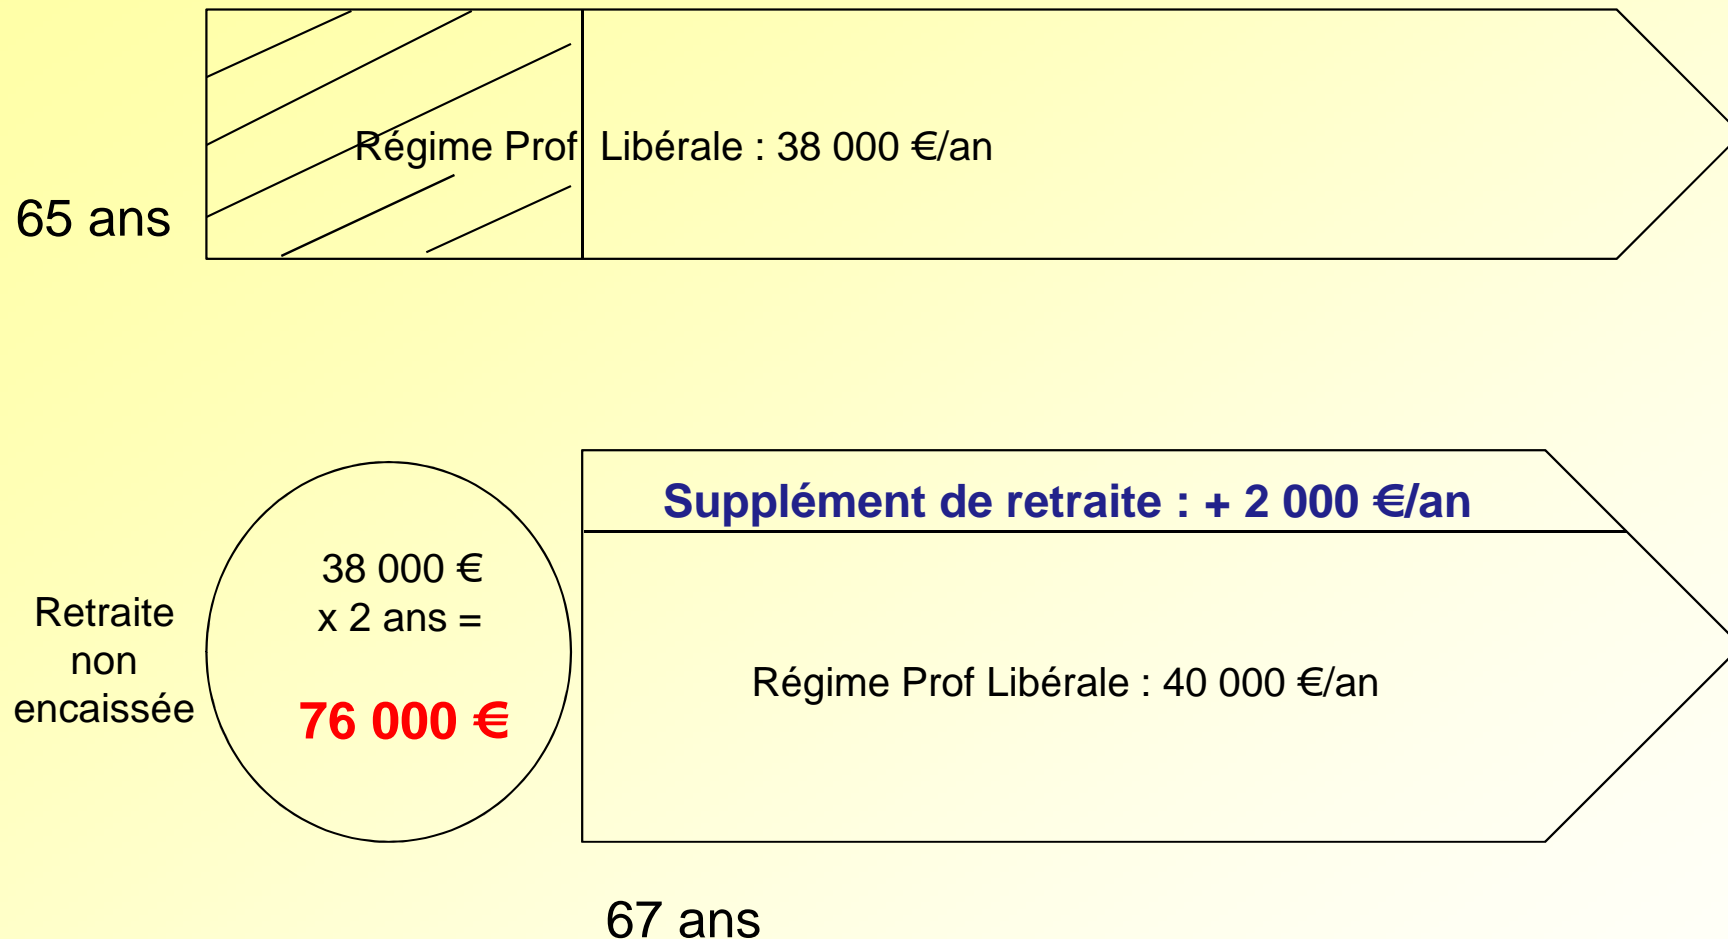 Régime Prof Libérale : 38 000 €/an
65 ans
Supplément de retraite : + 2 000 €/an
38 000 €
x 2 ans =
76 000 €
Retraite
non
encaissée
Régime Prof Libérale : 40 000 €/an
67 ans